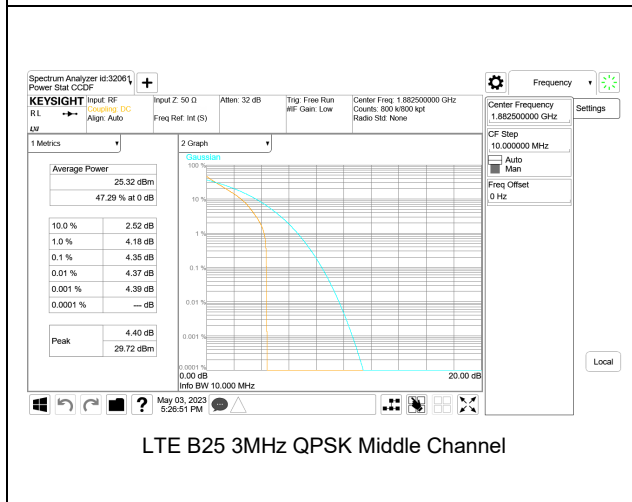 Spectrum Analyzer id:32061
Power Stat CCDF
KEYSIGHT
R L
LXI
Input: RF
Coupling: DC
Align: Auto
Input Z: 50 Ω
Freq Ref: Int (S)
Atten: 32 dB
Trig: Free Run
#IF Gain: Low
Center Freq: 1.882500000 GHz
Counts: 800 k/800 kpt
Radio Std: None
1 Metrics
Average Power
25.32 dBm
47.29 % at 0 dB
10.0 % 2.52 dB
1.0 % 4.18 dB
0.1 % 4.35 dB
0.01 % 4.37 dB
0.001 % 4.39 dB
0.0001 % --- dB
Peak
4.40 dB
29.72 dBm
2 Graph
Gaussian
100 %
10 %
1 %
0.1 %
0.01 %
0.001 %
0.0001 %
0.00 dB 20.00 dB
Info BW 10.000 MHz
Frequency
Center Frequency
1.882500000 GHz
Settings
CF Step
10.000000 MHz
Auto
Man
Freq Offset
0 Hz
Local
?
May 03, 2023
5:26:51 PM
LTE B25 3MHz QPSK Middle Channel